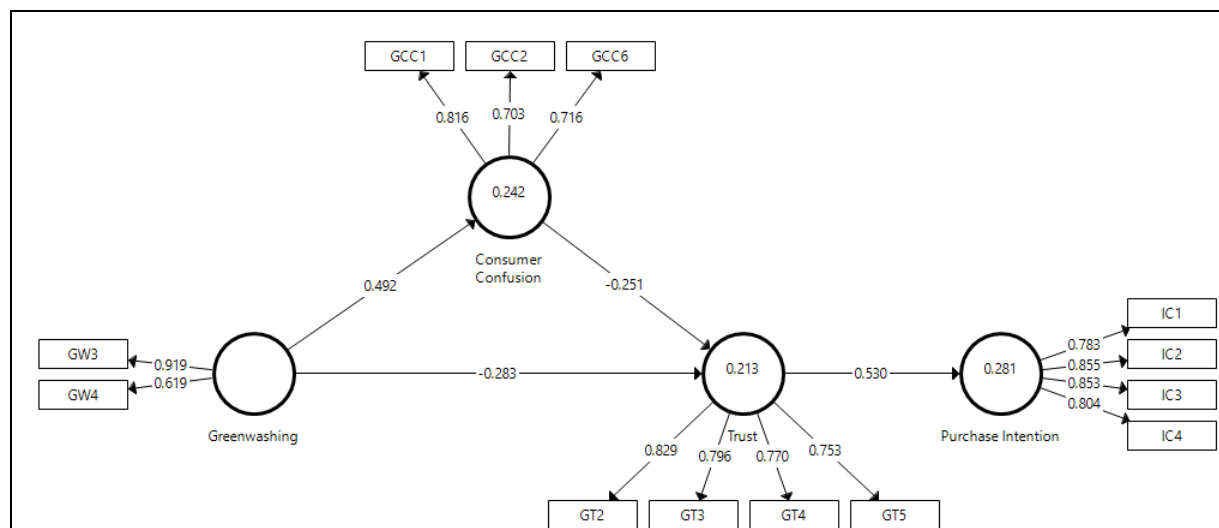 GCC1 GCC2 GCC6
0.816 0.703 0.716
0.242
Consumer
Confusion
0.492 -0.251
GW3 0.919
GW4 0.619
Greenwashing
-0.283
0.213
Trust
0.530
0.281
Purchase Intention
0.783 IC1
0.855 IC2
0.853 IC3
0.804 IC4
0.829 0.796 0.770 0.753
GT2 GT3 GT4 GT5